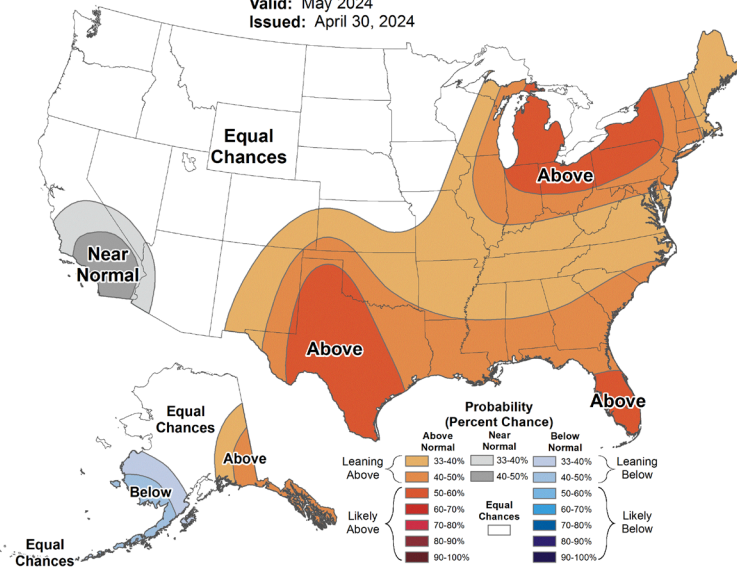 Valid: May 2024
Issued: April 30, 2024
Equal
Chances
Above
Near
Normal
Above
Above
Equal
Chances
Above
Below
Equal
Chances
Probability
(Percent Chance)
Above
Normal
Near
Normal
Below
Normal
Leaning
Above
33-40%
33-40%
33-40%
Leaning
Below
40-50%
40-50%
40-50%
50-60%
50-60%
Likely
Above
60-70%
Equal
Chances
60-70%
Likely
Below
70-80%
70-80%
80-90%
80-90%
90-100%
90-100%